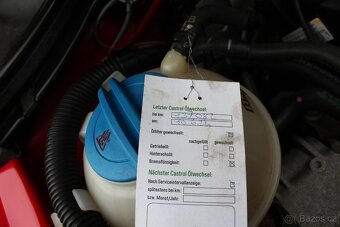 Letzter Castrol Ölwechsel:
bei km:
am:
Ölfilter gewechselt:
nachgefüllt gewechselt
Getriebeöl:
Hinterachsöl:
Bremsflüssigkeit:
Nächster Castrol Ölwechsel:
Nach Serviceintervallanzeige:
spätestens bei km:
bzw. Monat/Jahr:
bazos.cz